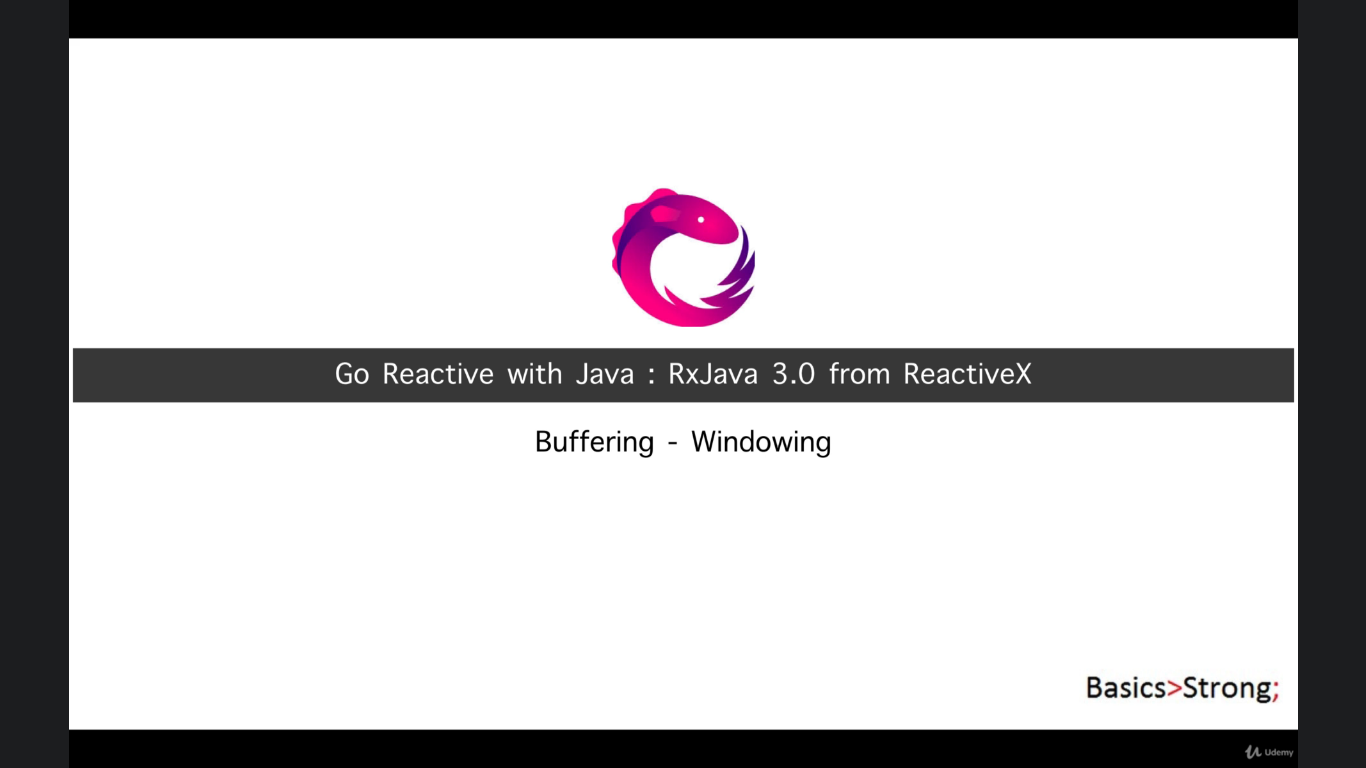 Go Reactive with Java : RxJava 3.0 from ReactiveX
Buffering - Windowing
Basics>Strong;
Udemy